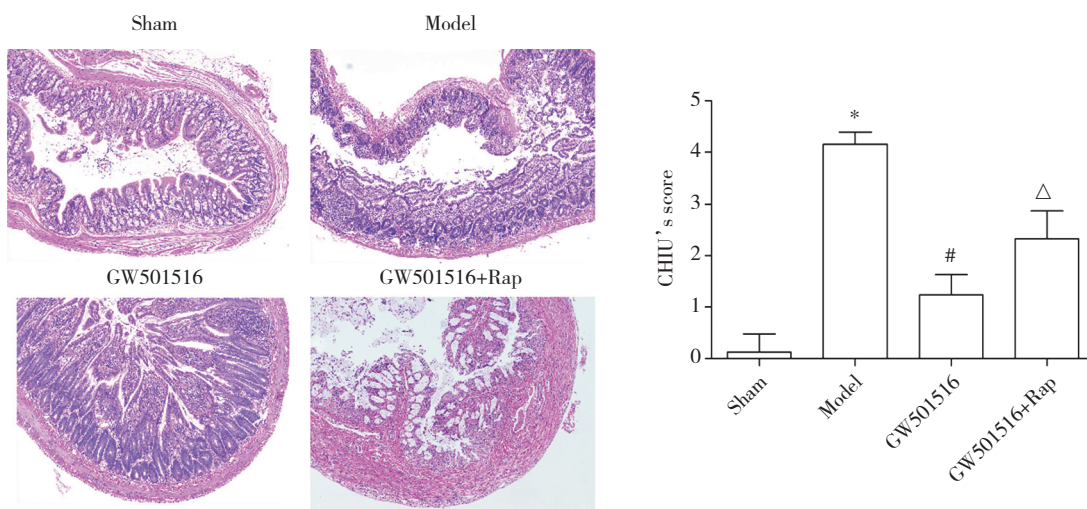 Sham
Model
GW501516
GW501516+Rap
CHIU’s score
5
4
3
2
1
0
*
#
△
Sham
Model
GW501516
GW501516+Rap